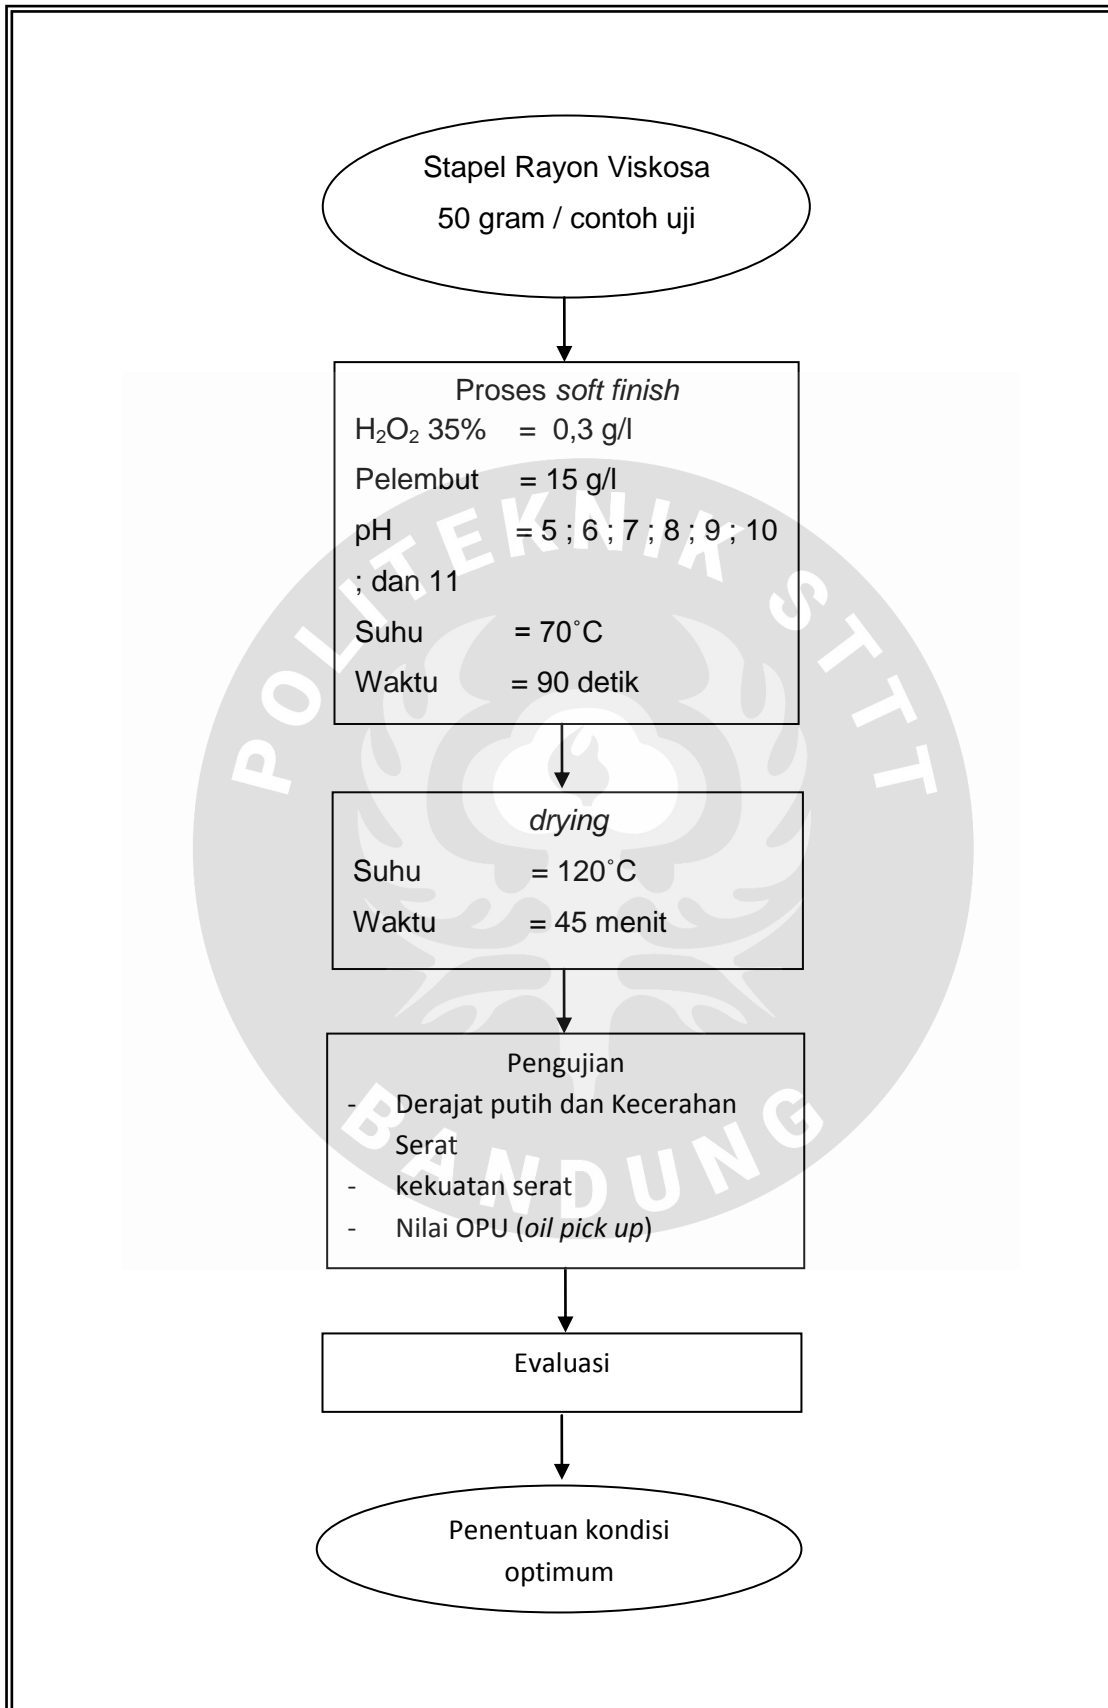 Stapel Rayon Viskosa
50 gram / contoh uji
Proses soft finish
H₂O₂ 35% = 0,3 g/l
Pelembut = 15 g/l
pH = 5 ; 6 ; 7 ; 8 ; 9 ; 10
; dan 11
Suhu = 70˚C
Waktu = 90 detik
drying
Suhu = 120˚C
Waktu = 45 menit
Pengujian
- Derajat putih dan Kecerahan
Serat
- kekuatan serat
- Nilai OPU (oil pick up)
Evaluasi
Penentuan kondisi
optimum
POLITEKNIK STTT
BANDUNG